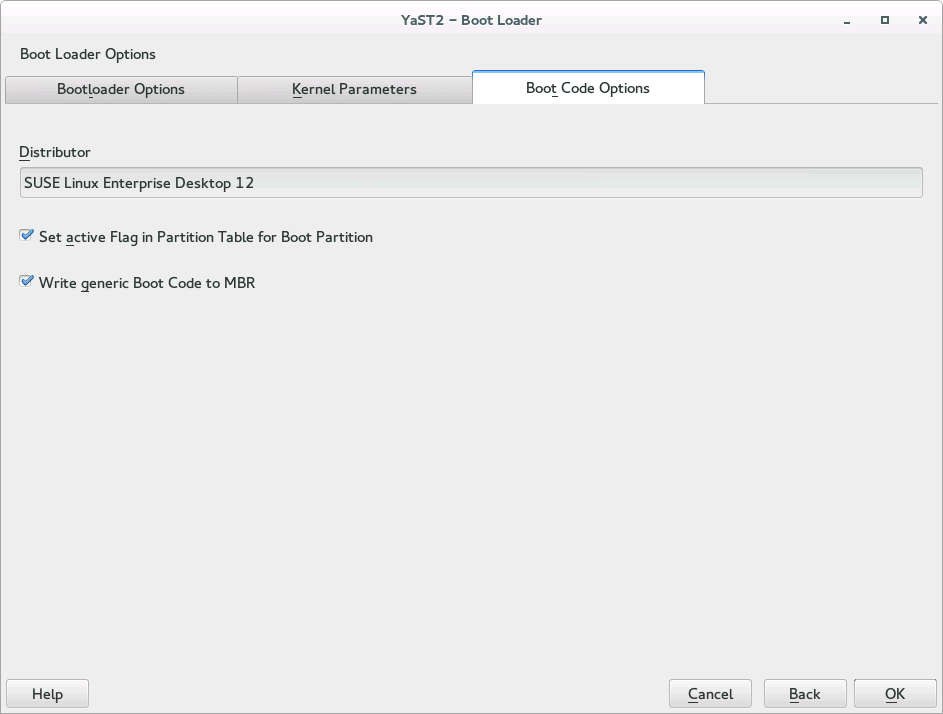 YaST2 - Boot Loader
Boot Loader Options
Bootloader Options
Kernel Parameters
Boot Code Options
Distributor
SUSE Linux Enterprise Desktop 12
Set active Flag in Partition Table for Boot Partition
Write generic Boot Code to MBR
Help
Cancel
Back
OK